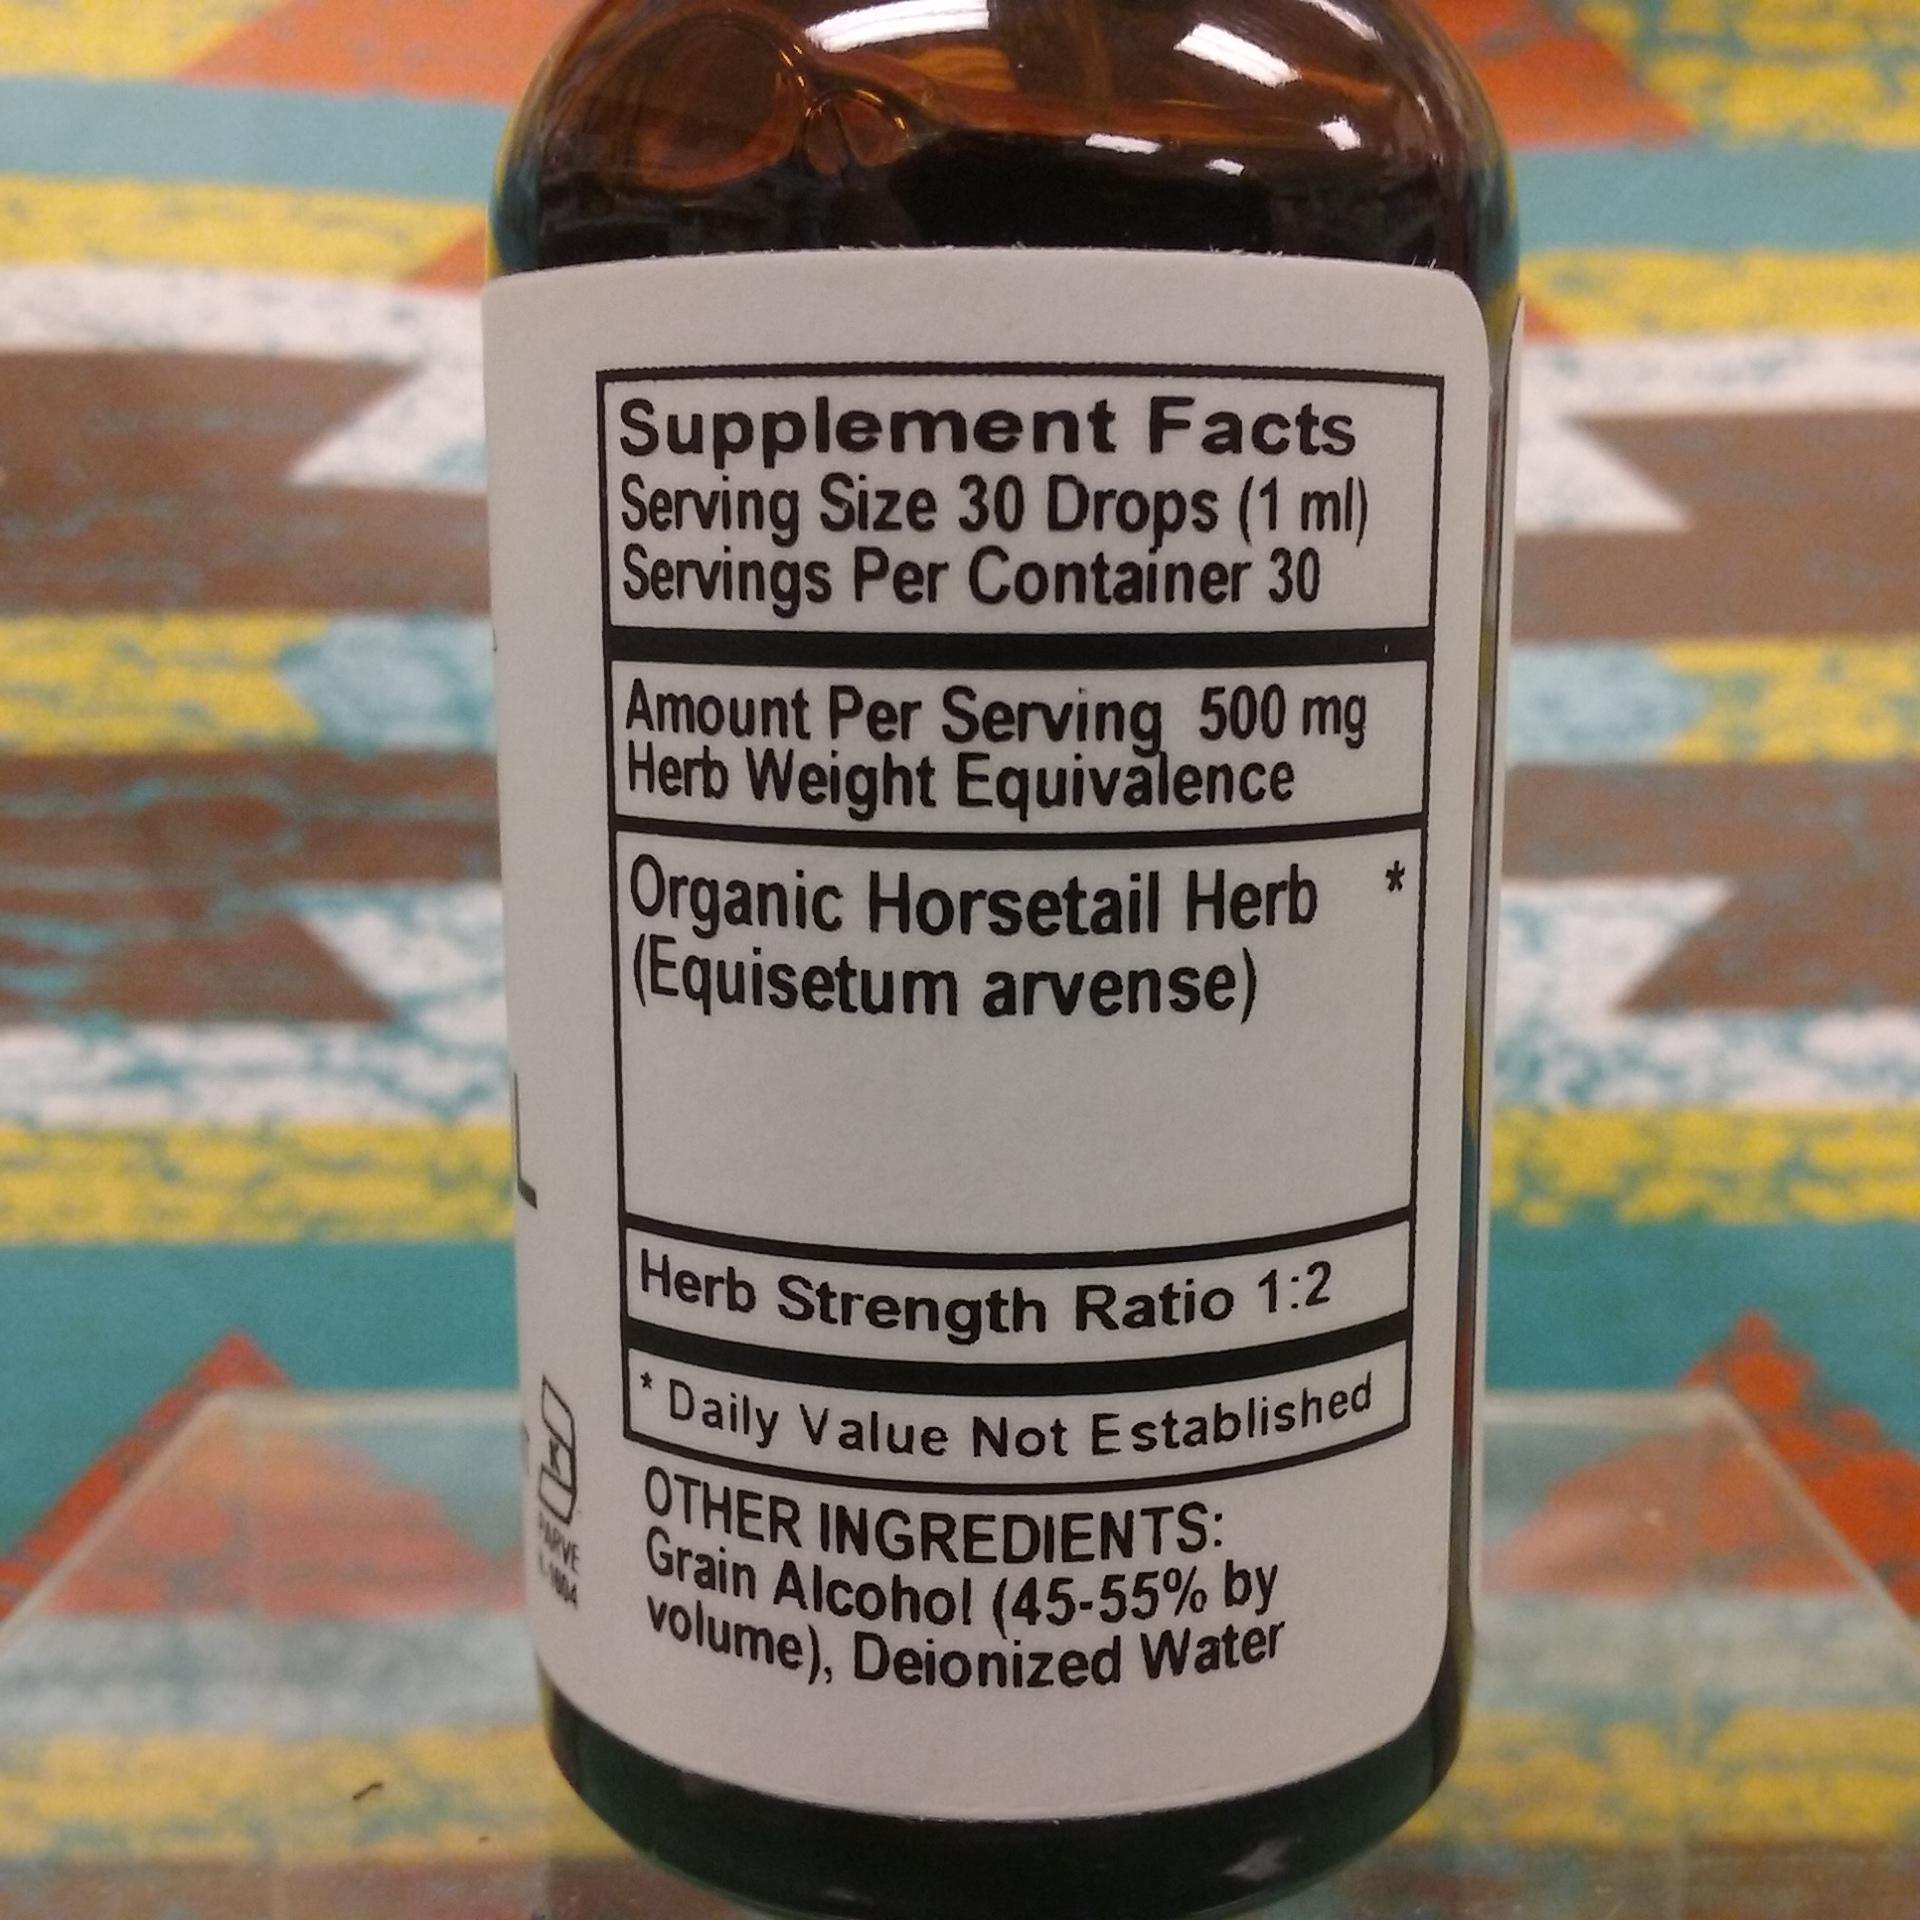 Supplement Facts
Serving Size 30 Drops (1 ml)
Servings Per Container 30
Amount Per Serving 500 mg
Herb Weight Equivalence
Organic Horsetail Herb *
(Equisetum arvense)
Herb Strength Ratio 1:2
* Daily Value Not Established
OTHER INGREDIENTS:
Grain Alcohol (45-55% by
volume), Deionized Water
L
K
PARVE